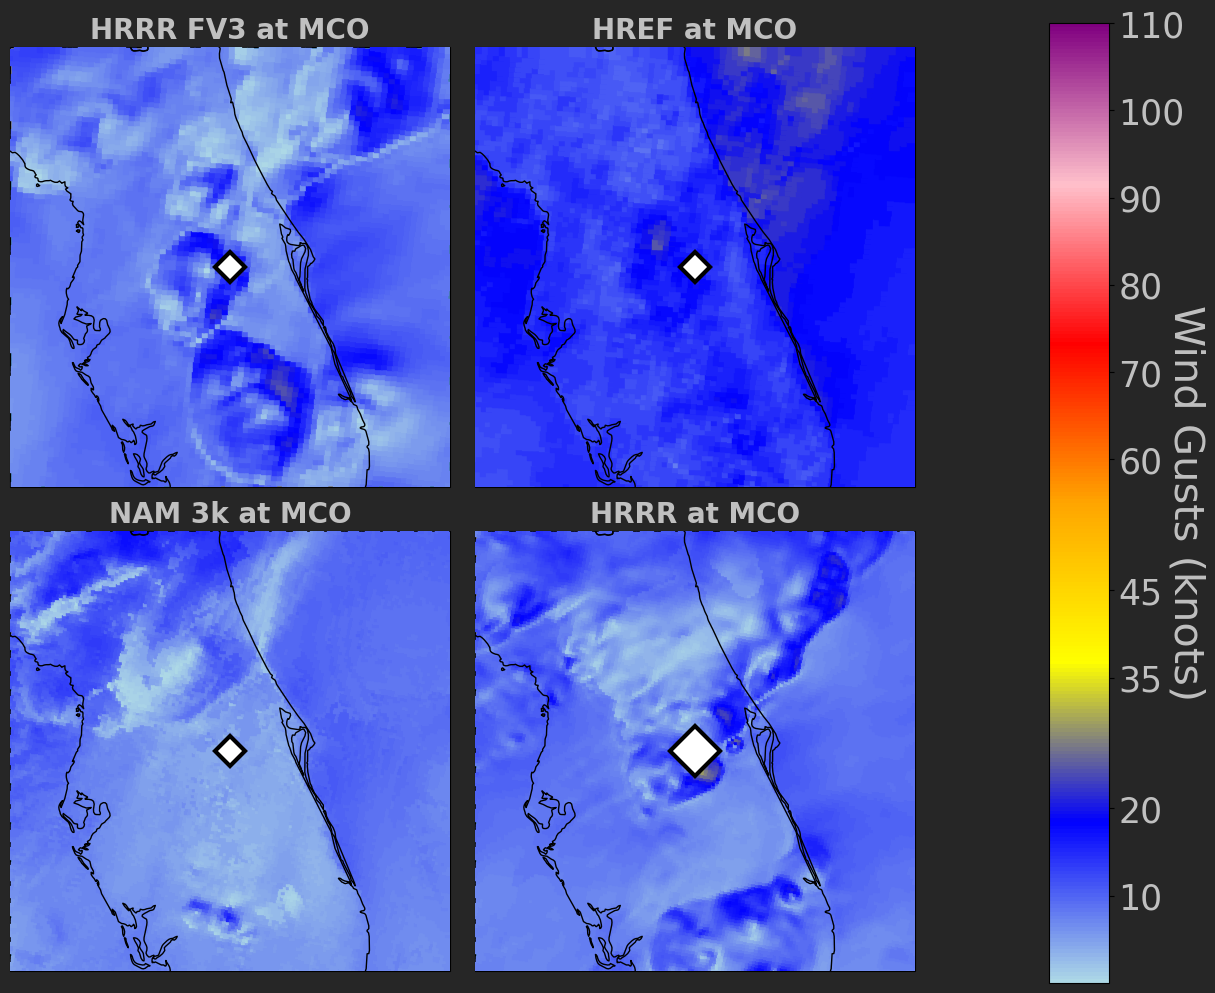 HRRR FV3 at MCO
HREF at MCO
NAM 3k at MCO
HRRR at MCO
110
100
90
80
70
60
45
35
20
10
Wind Gusts (knots)